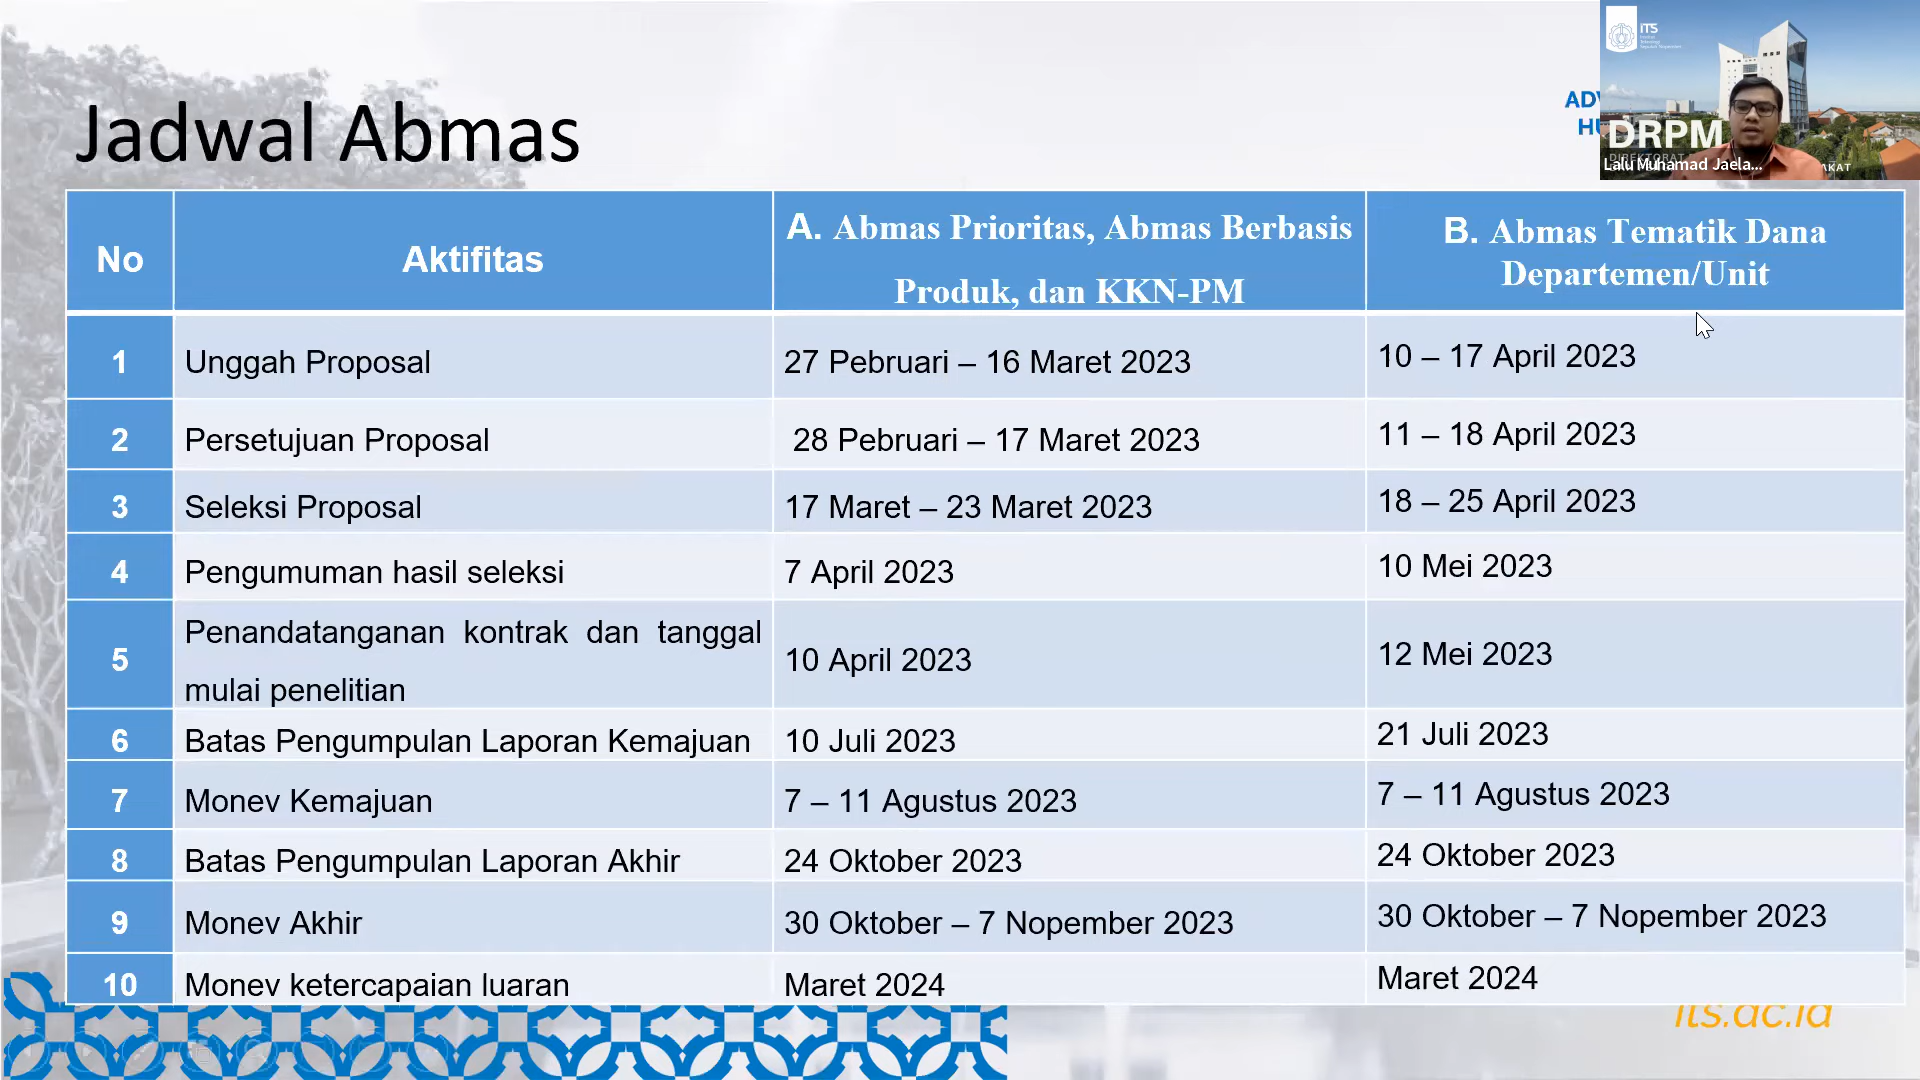 Jadwal Abmas
ITS
ADV
HU
DRPM
DIREKTORAT
Lalu Muhamad Jaela...
AKAT
No
Aktifitas
A. Abmas Prioritas, Abmas Berbasis
Produk, dan KKN-PM
B. Abmas Tematik Dana
Departemen/Unit
1
Unggah Proposal
27 Pebruari – 16 Maret 2023
10 – 17 April 2023
2
Persetujuan Proposal
28 Pebruari – 17 Maret 2023
11 – 18 April 2023
3
Seleksi Proposal
17 Maret – 23 Maret 2023
18 – 25 April 2023
4
Pengumuman hasil seleksi
7 April 2023
10 Mei 2023
5
Penandatanganan kontrak dan tanggal
mulai penelitian
10 April 2023
12 Mei 2023
6
Batas Pengumpulan Laporan Kemajuan
10 Juli 2023
21 Juli 2023
7
Monev Kemajuan
7 – 11 Agustus 2023
7 – 11 Agustus 2023
8
Batas Pengumpulan Laporan Akhir
24 Oktober 2023
24 Oktober 2023
9
Monev Akhir
30 Oktober – 7 Nopember 2023
30 Oktober – 7 Nopember 2023
10
Monev ketercapaian luaran
Maret 2024
Maret 2024
its.ac.id